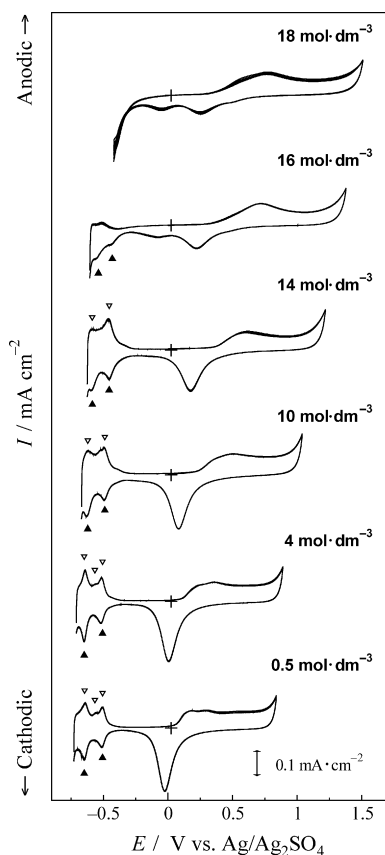 Anodic →
18 mol·dm⁻³
16 mol·dm⁻³
14 mol·dm⁻³
I / mA cm⁻²
10 mol·dm⁻³
4 mol·dm⁻³
0.5 mol·dm⁻³
← Cathodic
0.1 mA·cm⁻²
−0.5 0 0.5 1 1.5
E / V vs. Ag/Ag₂SO₄